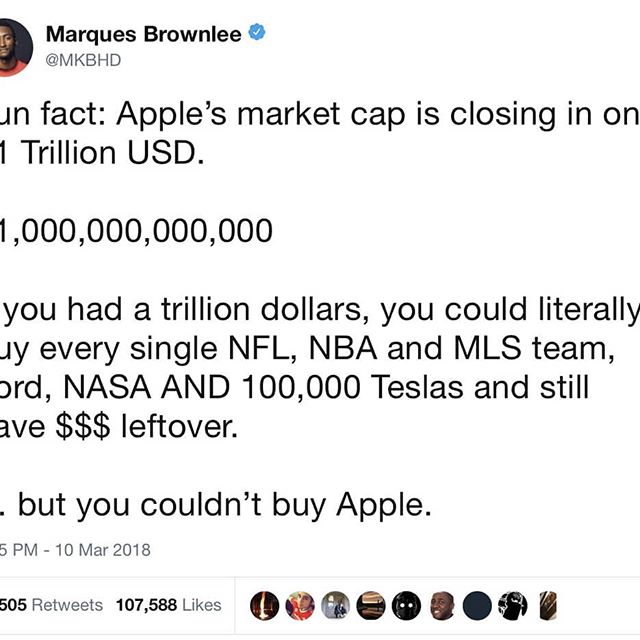 Marques Brownlee
@MKBHD
un fact: Apple’s market cap is closing in on
1 Trillion USD.
1,000,000,000,000
you had a trillion dollars, you could literally
uy every single NFL, NBA and MLS team,
ord, NASA AND 100,000 Teslas and still
ave $$$ leftover.
. but you couldn’t buy Apple.
5 PM - 10 Mar 2018
505 Retweets 107,588 Likes